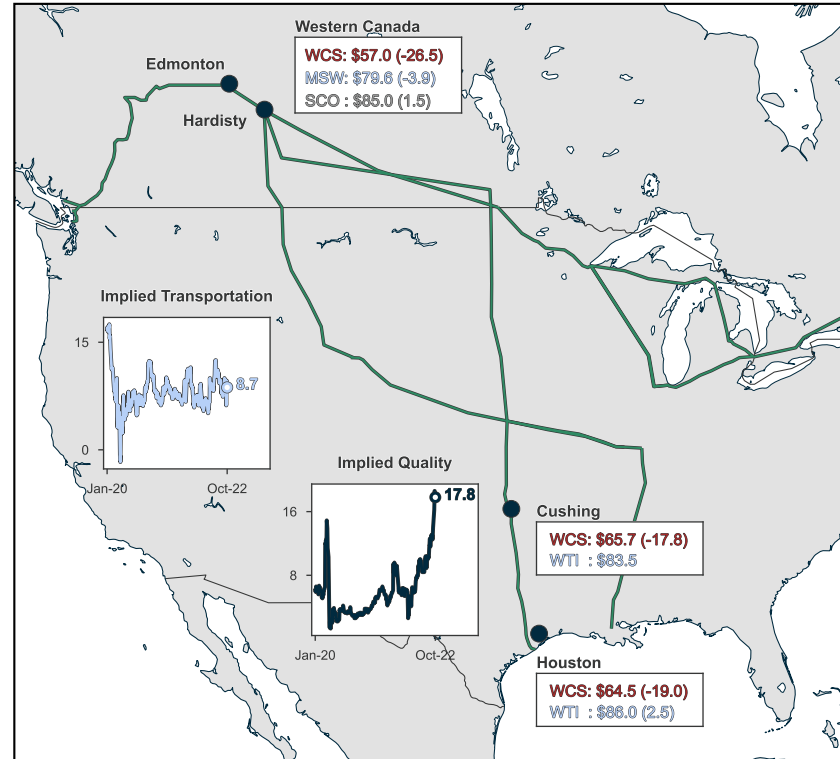 Western Canada
WCS: $57.0 (-26.5)
MSW: $79.6 (-3.9)
SCO : $85.0 (1.5)
Edmonton
Hardisty
Implied Transportation
15
0
8.7
Jan-20
Oct-22
Implied Quality
16
8
17.8
Jan-20
Oct-22
Cushing
WCS: $65.7 (-17.8)
WTI : $83.5
Houston
WCS: $64.5 (-19.0)
WTI : $86.0 (2.5)